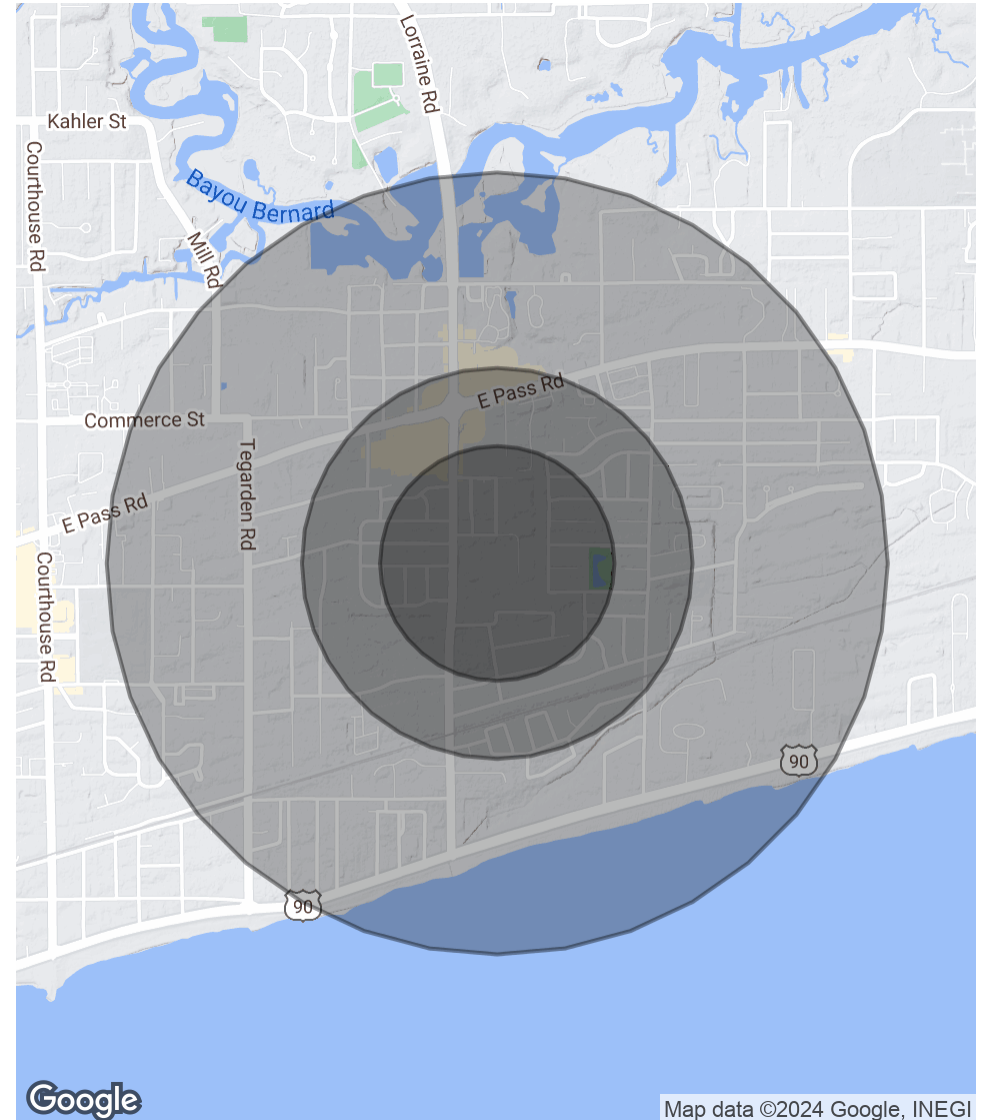 Lorraine Rd
Kahler St
Courthouse Rd
Bayou Bernard
Mill Rd
E Pass Rd
Commerce St
Tegarden Rd
E Pass Rd
Courthouse Rd
90
90
Google
Map data ©2024 Google, INEGI